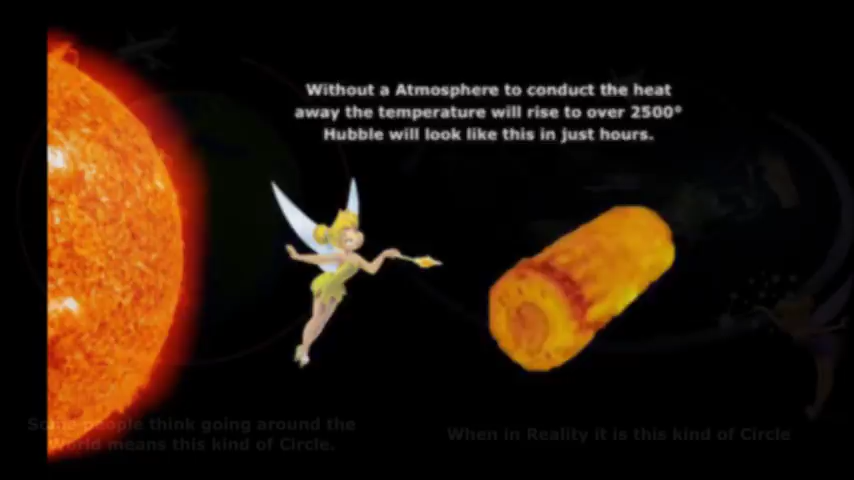 Without a Atmosphere to conduct the heat
away the temperature will rise to over 2500°
Hubble will look like this in just hours.
Some people think going around the
World means this kind of Circle.
When in Reality it is this kind of Circle